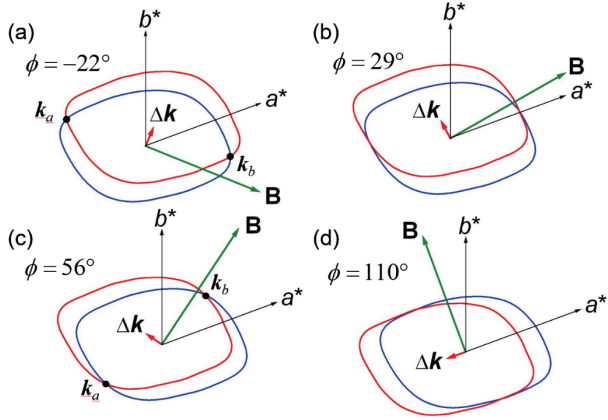 (a)
b*
ϕ = −22°
a*
k_a
Δk
k_b
B
(b)
b*
ϕ = 29°
B
a*
Δk
(c)
b*
B
ϕ = 56°
k_b
a*
Δk
k_a
(d)
b*
B
ϕ = 110°
a*
Δk